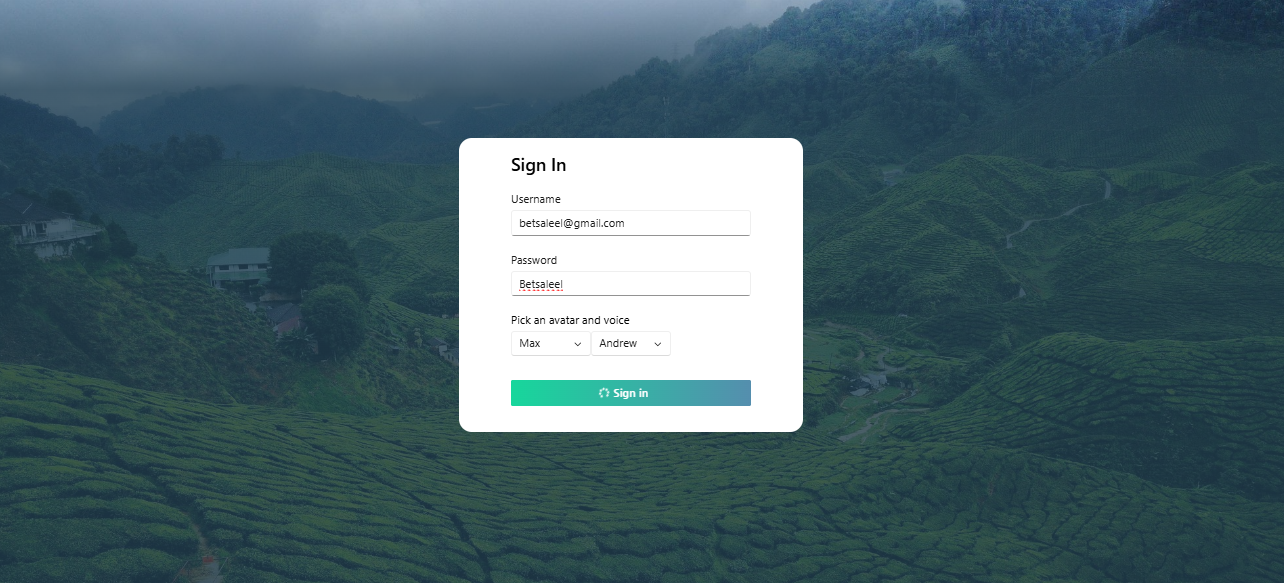 Sign In
Username
betsaleel@gmail.com
Password
Betsaleel
Pick an avatar and voice
Max Andrew
Sign in